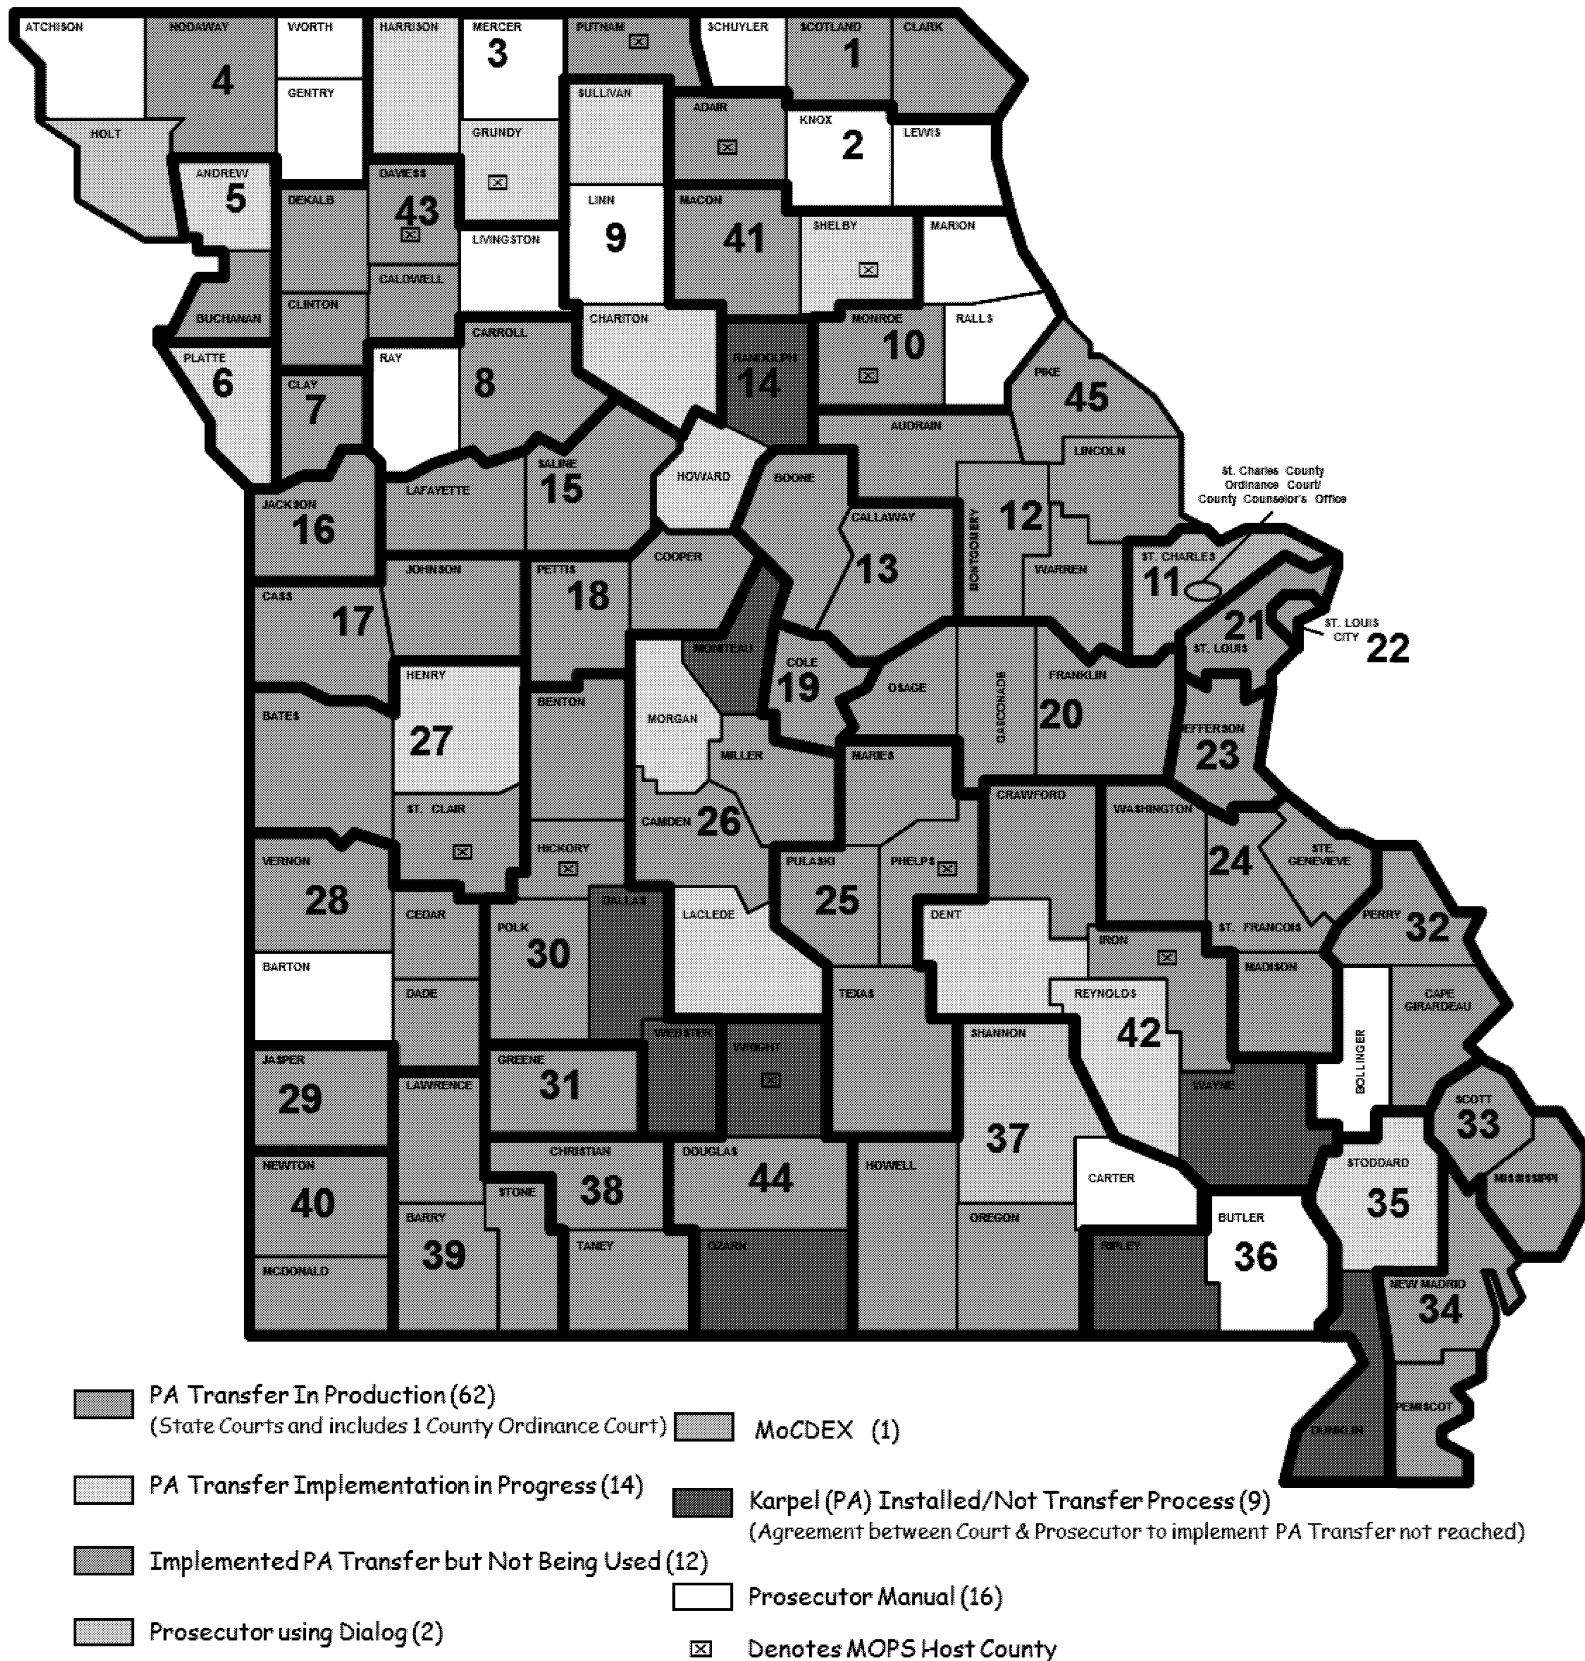 ATCHISON
NODAWAY
WORTH
HARRISON
MERCER
PUTNAM
SCHUYLER
SCOTLAND
CLARK
3
1
4
GENTRY
SULLIVAN
ADAIR
KNOX
LEWIS
2
HOLT
GRUNDY
ANDREW
5
DAVIESS
43
DEKALB
LINN
9
MACON
41
SHELBY
MARION
LIVINGSTON
CALDWELL
CLINTON
BUCHANAN
CHARITON
MONROE
10
RALLS
CARROLL
8
PLATTE
6
RAY
RANDOLPH
14
PIKE
45
CLAY
7
AUDRAIN
LINCOLN
SALINE
15
HOWARD
BOONE
St. Charles County
Ordinance Court/
County Counselor's Office
LAFAYETTE
JACKSON
16
CALLAWAY
13
MONTGOMERY
12
WARREN
ST. CHARLES
11
COOPER
JOHNSON
PETTIS
18
CASS
17
21
ST. LOUIS
ST. LOUIS
CITY
22
MONITEAU
COLE
19
OSAGE
GASCONADE
FRANKLIN
20
HENRY
27
BENTON
MORGAN
BATES
MILLER
MARIES
JEFFERSON
23
ST. CLAIR
CAMDEN
26
CRAWFORD
WASHINGTON
HICKORY
PULASKI
25
PHELPS
24
STE.
GENEVIEVE
VERNON
28
CEDAR
POLK
30
DALLAS
LACLEDE
DENT
IRON
ST. FRANCOIS
PERRY
32
BARTON
DADE
TEXAS
REYNOLDS
42
MADISON
CAPE
GIRARDEAU
BOLLINGER
JASPER
29
LAWRENCE
GREENE
31
WEBSTER
WRIGHT
SHANNON
37
WAYNE
SCOTT
33
MISSISSIPPI
NEWTON
40
CHRISTIAN
38
STONE
DOUGLAS
44
HOWELL
CARTER
STODDARD
35
BARRY
39
TANEY
OZARK
OREGON
RIPLEY
BUTLER
36
MCDONALD
NEW MADRID
34
DUNKLIN
PEMISCOT
PA Transfer In Production (62)
(State Courts and includes 1 County Ordinance Court)
MoCDEX (1)
PA Transfer Implementation in Progress (14)
Karpel (PA) Installed/Not Transfer Process (9)
(Agreement between Court & Prosecutor to implement PA Transfer not reached)
Implemented PA Transfer but Not Being Used (12)
Prosecutor Manual (16)
Prosecutor using Dialog (2)
Denotes MOPS Host County